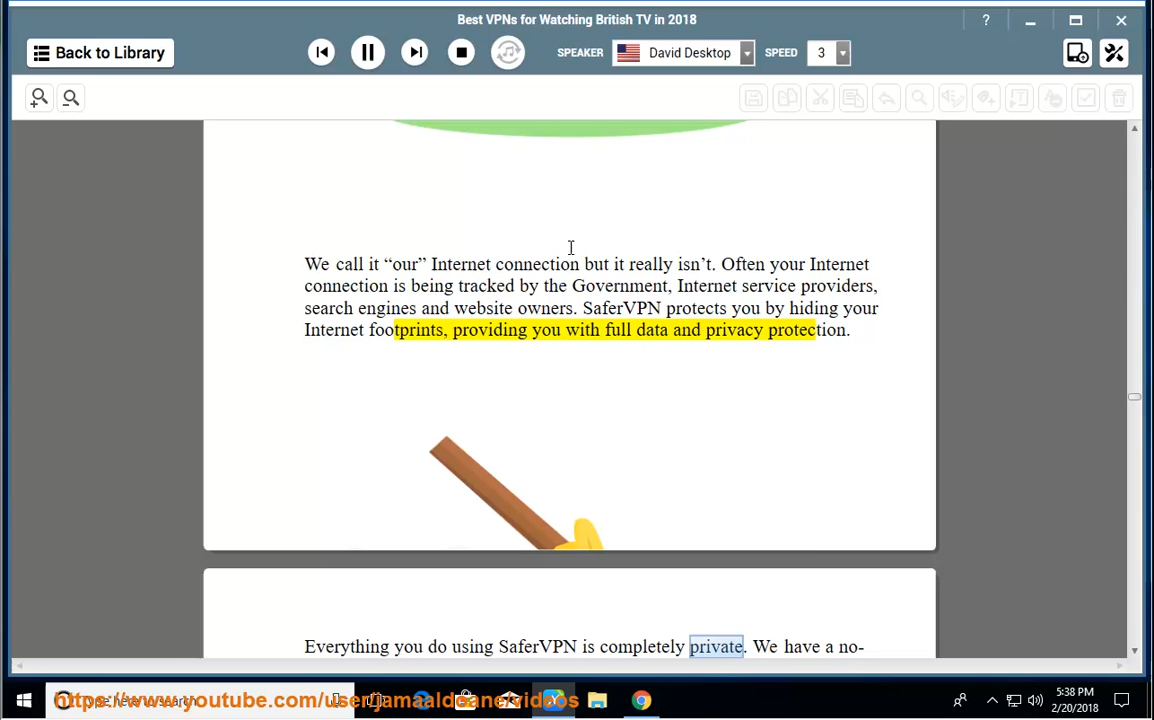 Best VPNs for Watching British TV in 2018
?
Back to Library
SPEAKER
David Desktop
SPEED
3
We call it “our” Internet connection but it really isn’t. Often your Internet
connection is being tracked by the Government, Internet service providers,
search engines and website owners. SaferVPN protects you by hiding your
Internet footprints, providing you with full data and privacy protection.
Everything you do using SaferVPN is completely private. We have a no-
https://www.youtube.com/user/jamaaldoane/videos
5:38 PM
2/20/2018